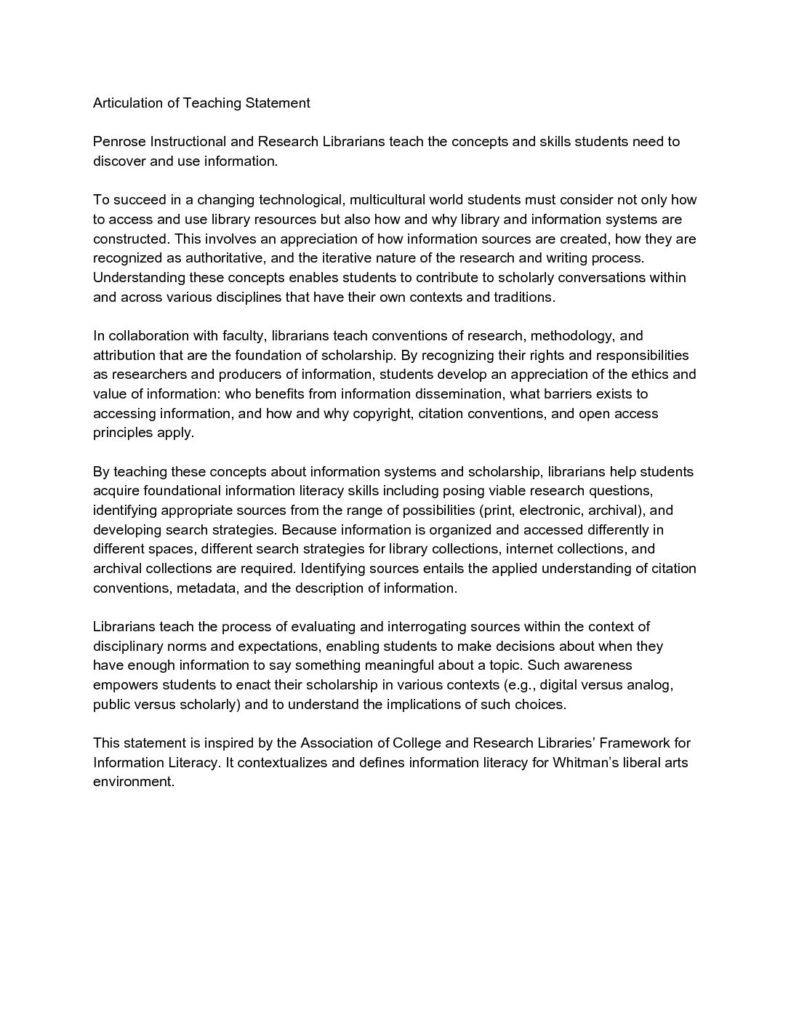 Articulation of Teaching Statement
Penrose Instructional and Research Librarians teach the concepts and skills students need to
discover and use information.
To succeed in a changing technological, multicultural world students must consider not only how
to access and use library resources but also how and why library and information systems are
constructed. This involves an appreciation of how information sources are created, how they are
recognized as authoritative, and the iterative nature of the research and writing process.
Understanding these concepts enables students to contribute to scholarly conversations within
and across various disciplines that have their own contexts and traditions.
In collaboration with faculty, librarians teach conventions of research, methodology, and
attribution that are the foundation of scholarship. By recognizing their rights and responsibilities
as researchers and producers of information, students develop an appreciation of the ethics and
value of information: who benefits from information dissemination, what barriers exists to
accessing information, and how and why copyright, citation conventions, and open access
principles apply.
By teaching these concepts about information systems and scholarship, librarians help students
acquire foundational information literacy skills including posing viable research questions,
identifying appropriate sources from the range of possibilities (print, electronic, archival), and
developing search strategies. Because information is organized and accessed differently in
different spaces, different search strategies for library collections, internet collections, and
archival collections are required. Identifying sources entails the applied understanding of citation
conventions, metadata, and the description of information.
Librarians teach the process of evaluating and interrogating sources within the context of
disciplinary norms and expectations, enabling students to make decisions about when they
have enough information to say something meaningful about a topic. Such awareness
empowers students to enact their scholarship in various contexts (e.g., digital versus analog,
public versus scholarly) and to understand the implications of such choices.
This statement is inspired by the Association of College and Research Libraries’ Framework for
Information Literacy. It contextualizes and defines information literacy for Whitman’s liberal arts
environment.